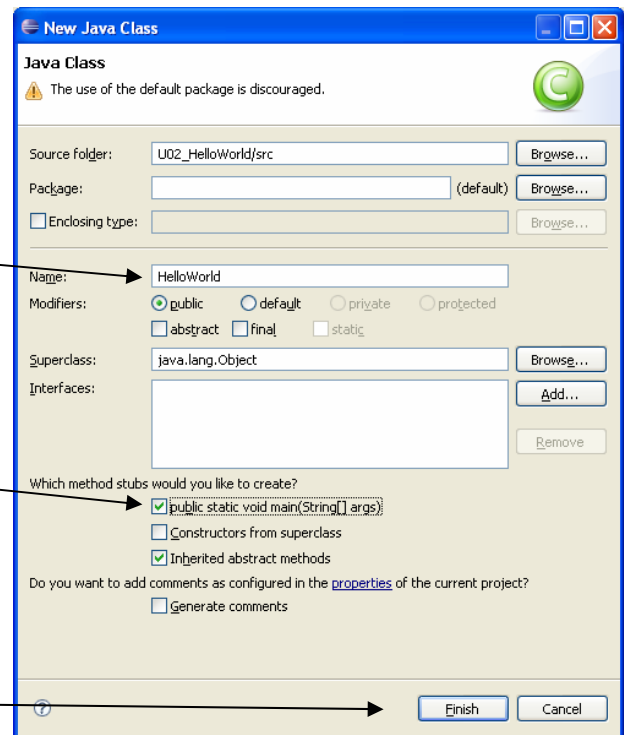 New Java Class
Java Class
The use of the default package is discouraged.
Source folder: U02_HelloWorld/src Browse...
Package: (default) Browse...
Enclosing type: Browse...
Name: HelloWorld
Modifiers: public default private protected
abstract final static
Superclass: java.lang.Object Browse...
Interfaces: Add...
Remove
Which method stubs would you like to create?
public static void main(String[] args)
Constructors from superclass
Inherited abstract methods
Do you want to add comments as configured in the properties of the current project?
Generate comments
? Finish Cancel